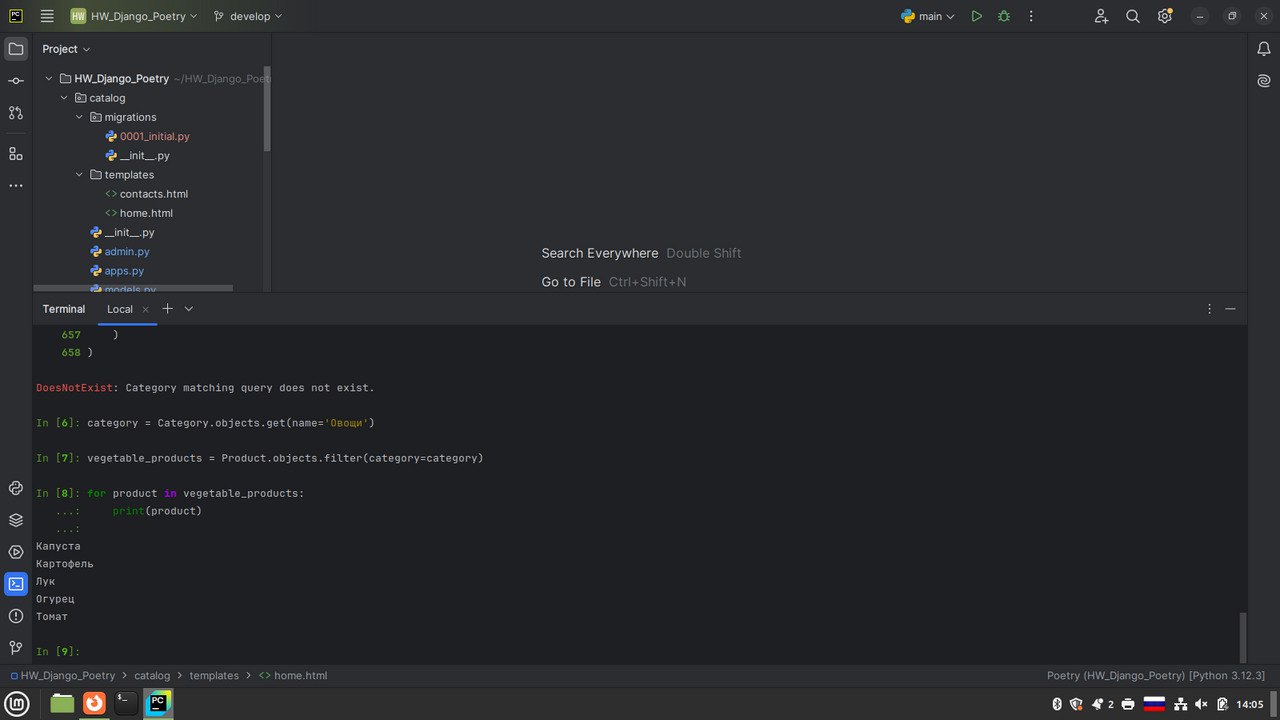 HW HW_Django_Poetry develop main
Project
HW_Django_Poetry ~/HW_Django_Poet
catalog
migrations
0001_initial.py
__init__.py
templates
<> contacts.html
<> home.html
__init__.py
admin.py
apps.py
models.py
Search Everywhere Double Shift
Go to File Ctrl+Shift+N
Terminal Local
657 )
658 )
DoesNotExist: Category matching query does not exist.
In [6]: category = Category.objects.get(name='Овощи')
In [7]: vegetable_products = Product.objects.filter(category=category)
In [8]: for product in vegetable_products:
...: print(product)
...:
Капуста
Картофель
Лук
Огурец
Томат
In [9]:
HW_Django_Poetry > catalog > templates > <> home.html Poetry (HW_Django_Poetry) [Python 3.12.3]
PC 2 14:05